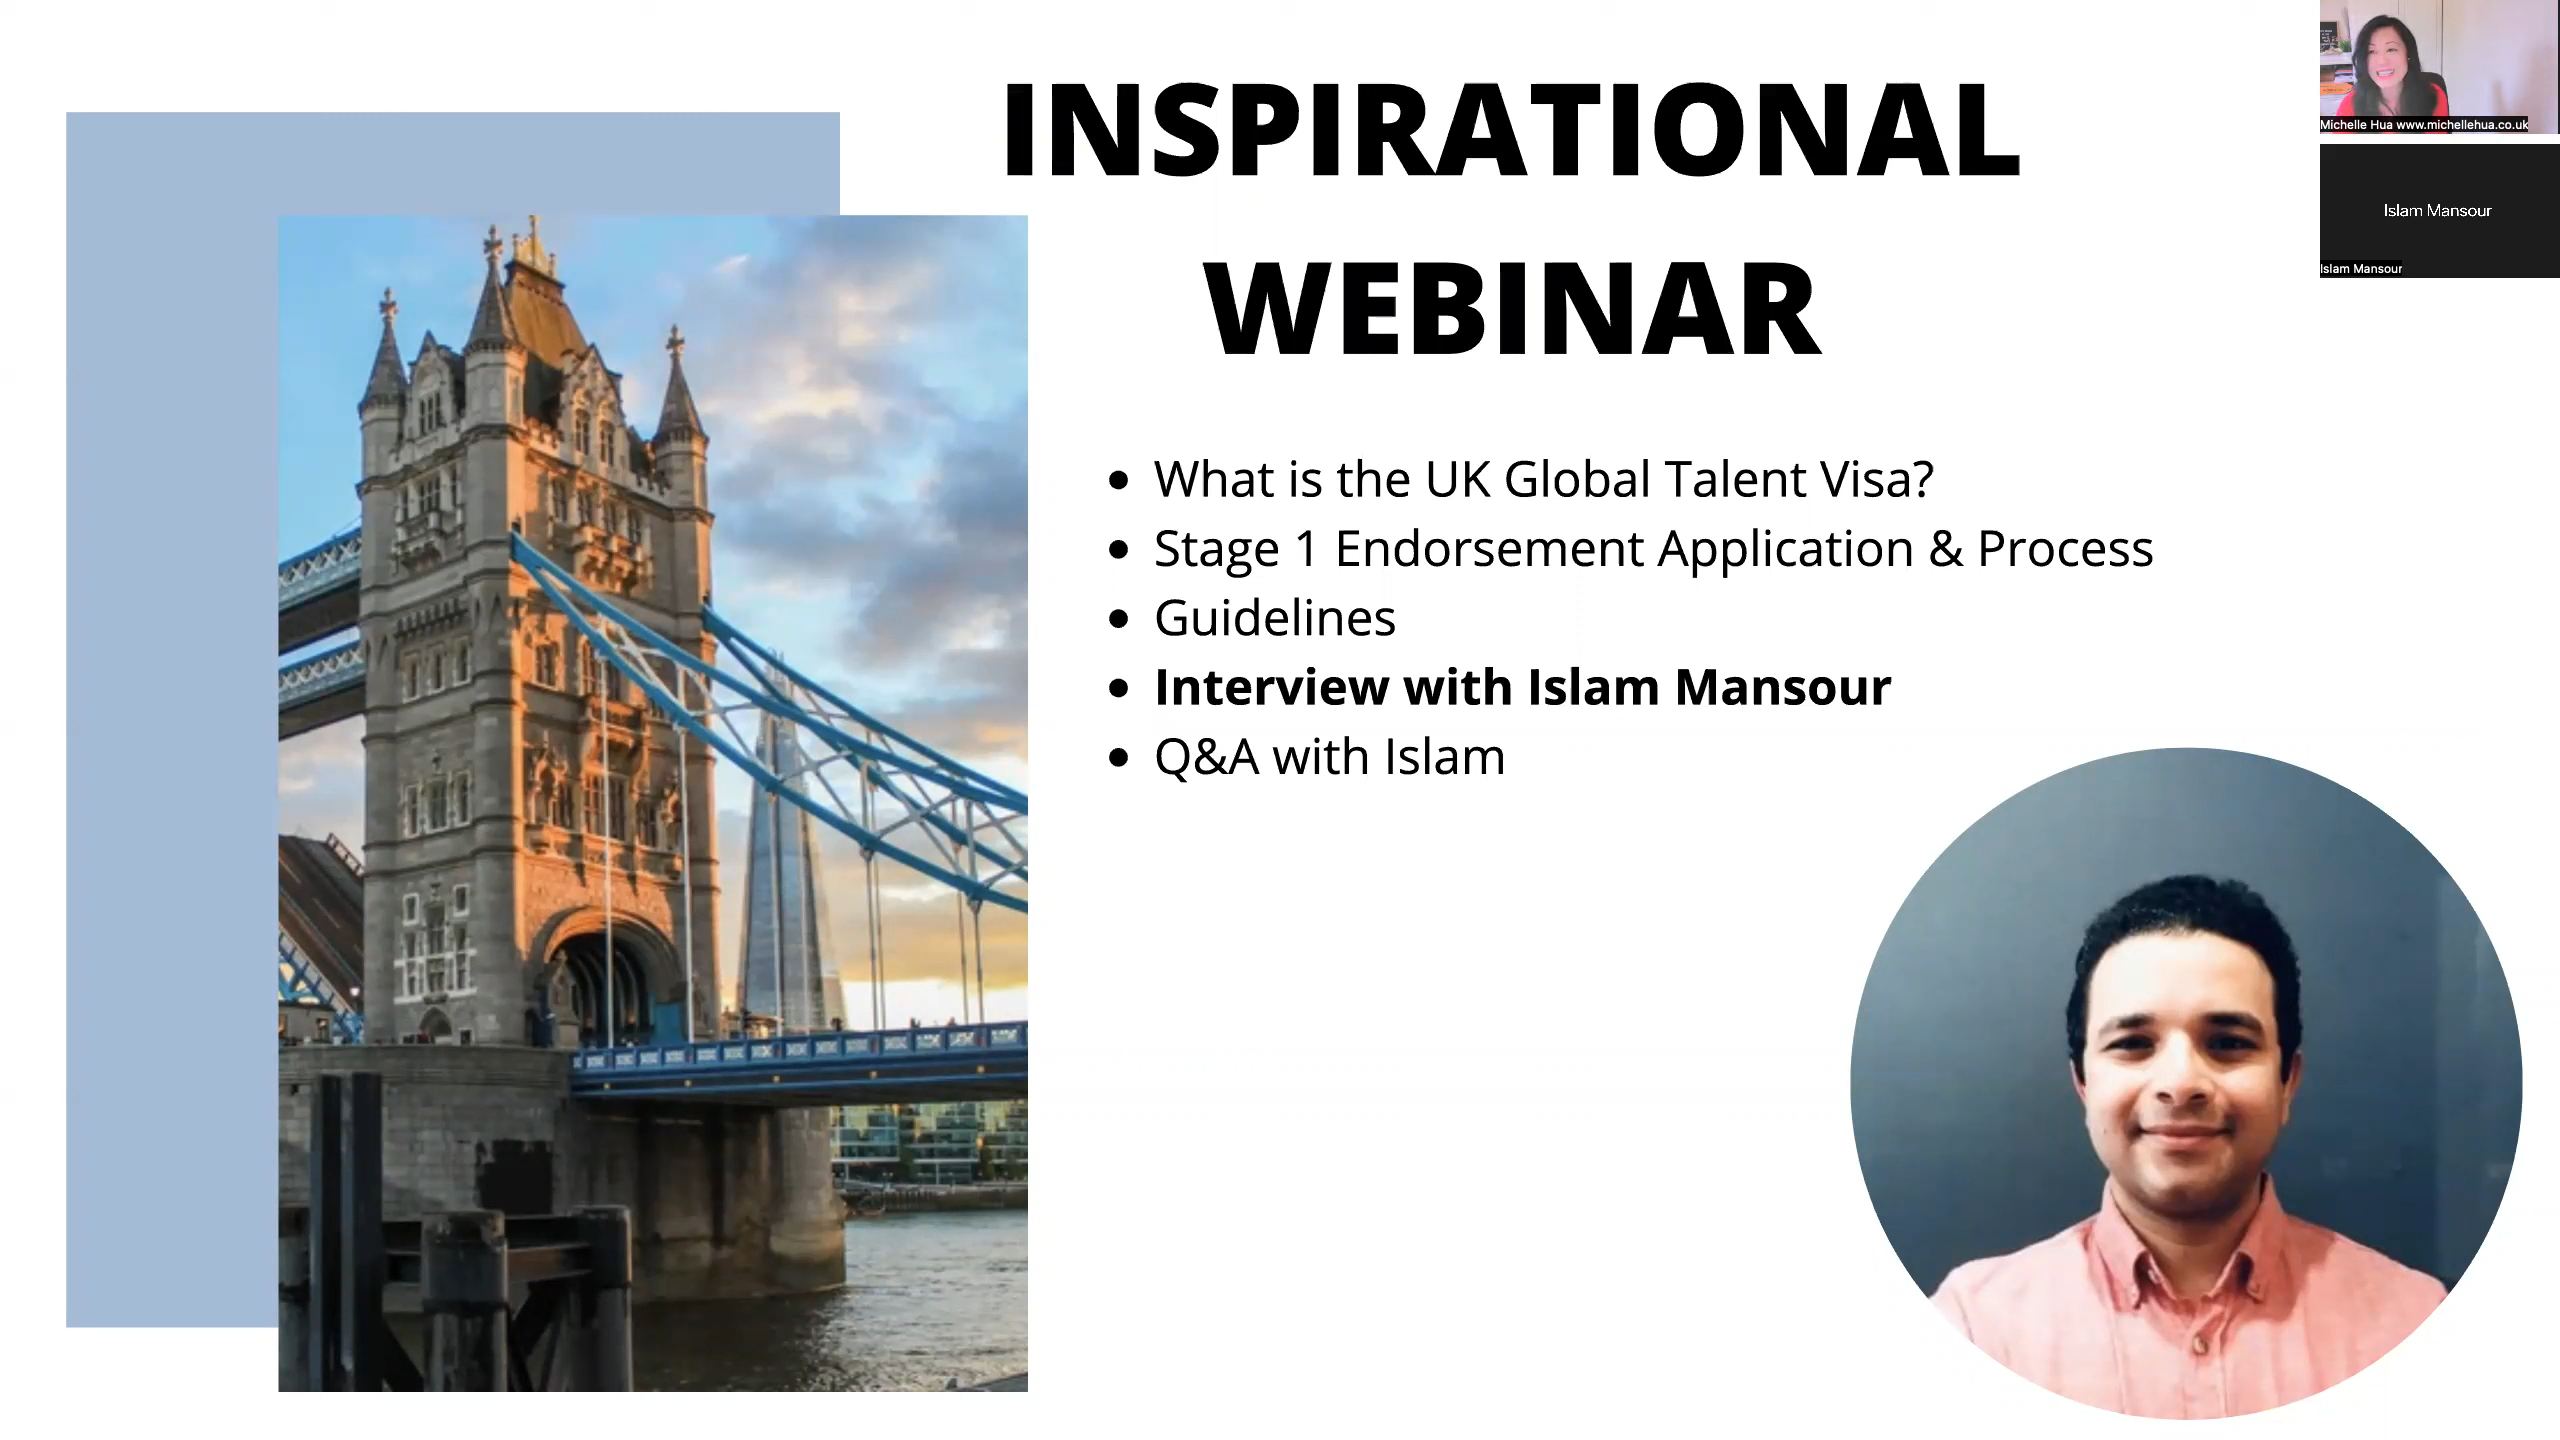 INSPIRATIONAL
WEBINAR
• What is the UK Global Talent Visa?
• Stage 1 Endorsement Application & Process
• Guidelines
• Interview with Islam Mansour
• Q&A with Islam
Michelle Hua www.michellehua.co.uk
Islam Mansour
Islam Mansour